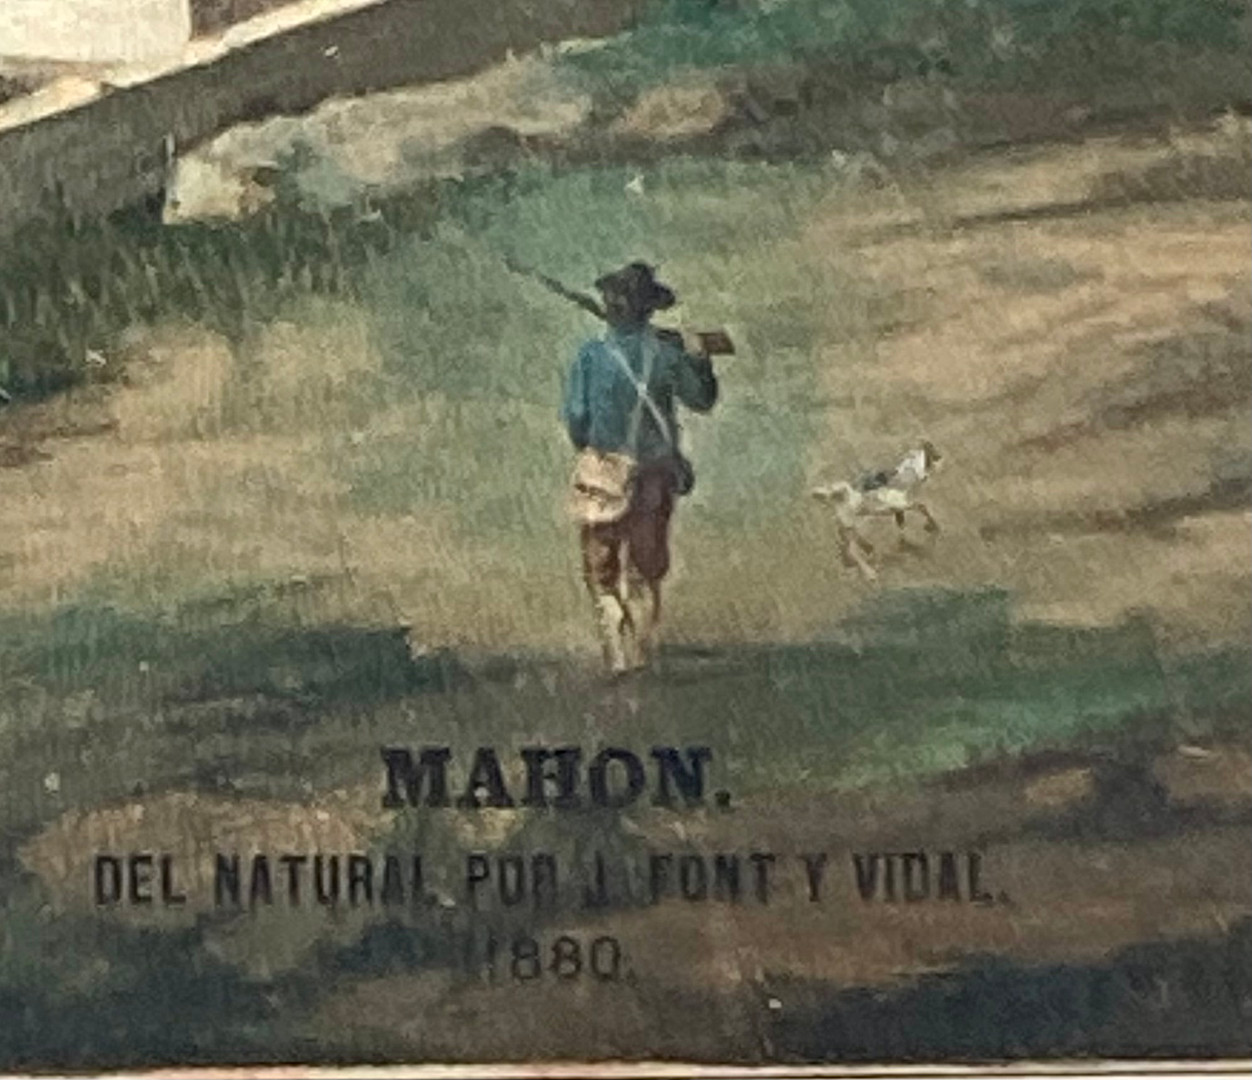 MAHON.
DEL NATURAL POR J. FONT Y VIDAL.
1880.